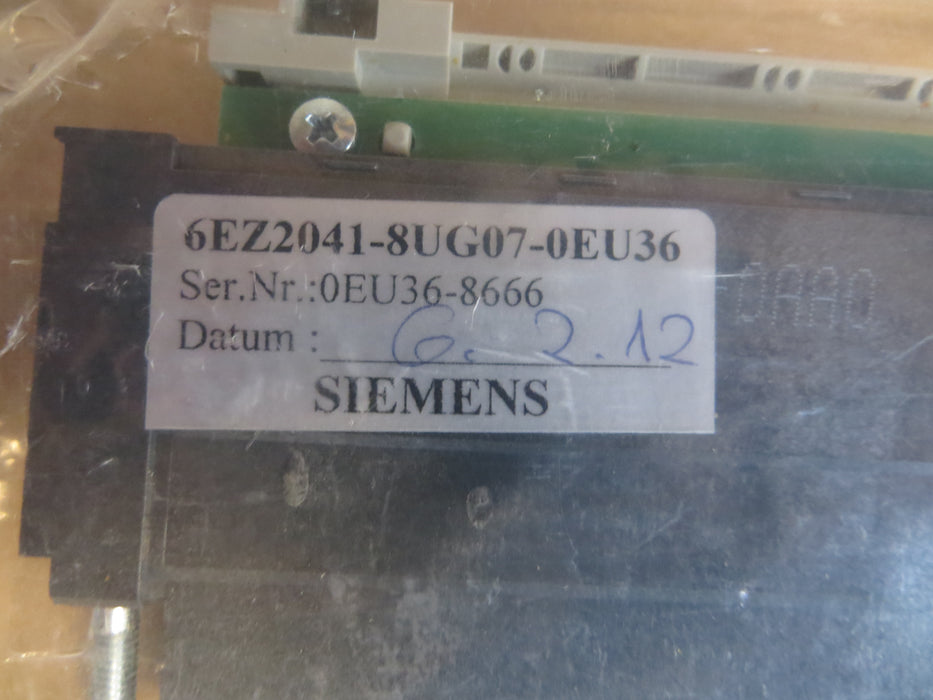 6EZ2041-8UG07-0EU36
Ser.Nr.:0EU36-8666
Datum : 6. 2.12
SIEMENS